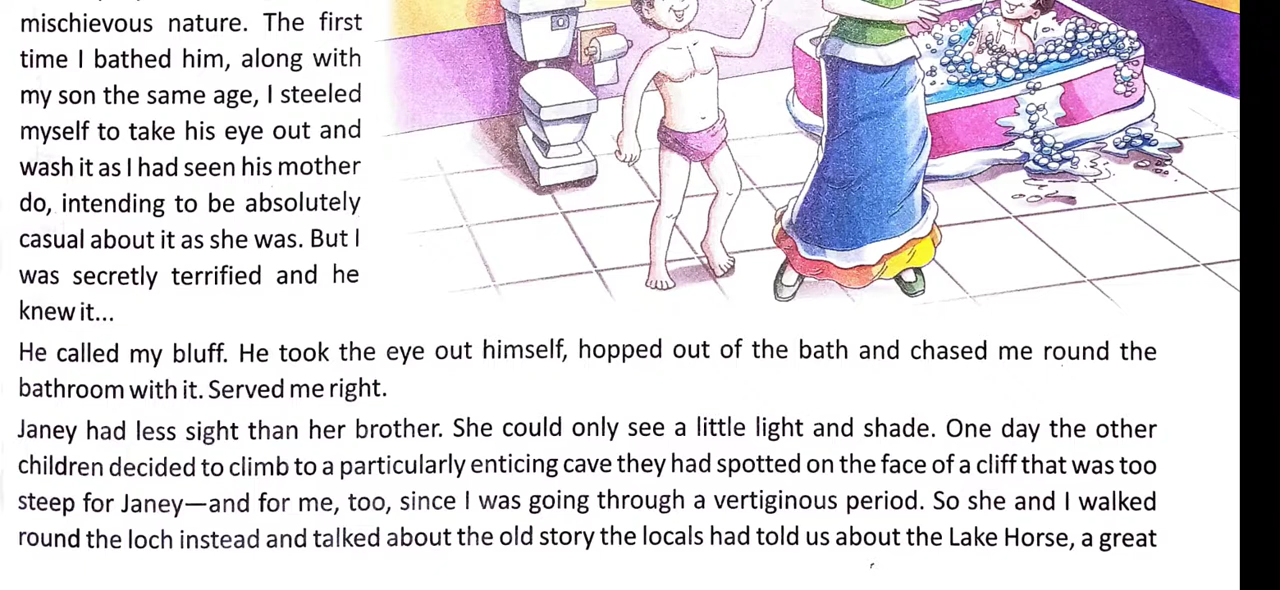 mischievous nature. The first
time I bathed him, along with
my son the same age, I steeled
myself to take his eye out and
wash it as I had seen his mother
do, intending to be absolutely
casual about it as she was. But I
was secretly terrified and he
knew it...
He called my bluff. He took the eye out himself, hopped out of the bath and chased me round the
bathroom with it. Served me right.
Janey had less sight than her brother. She could only see a little light and shade. One day the other
children decided to climb to a particularly enticing cave they had spotted on the face of a cliff that was too
steep for Janey—and for me, too, since I was going through a vertiginous period. So she and I walked
round the loch instead and talked about the old story the locals had told us about the Lake Horse, a great